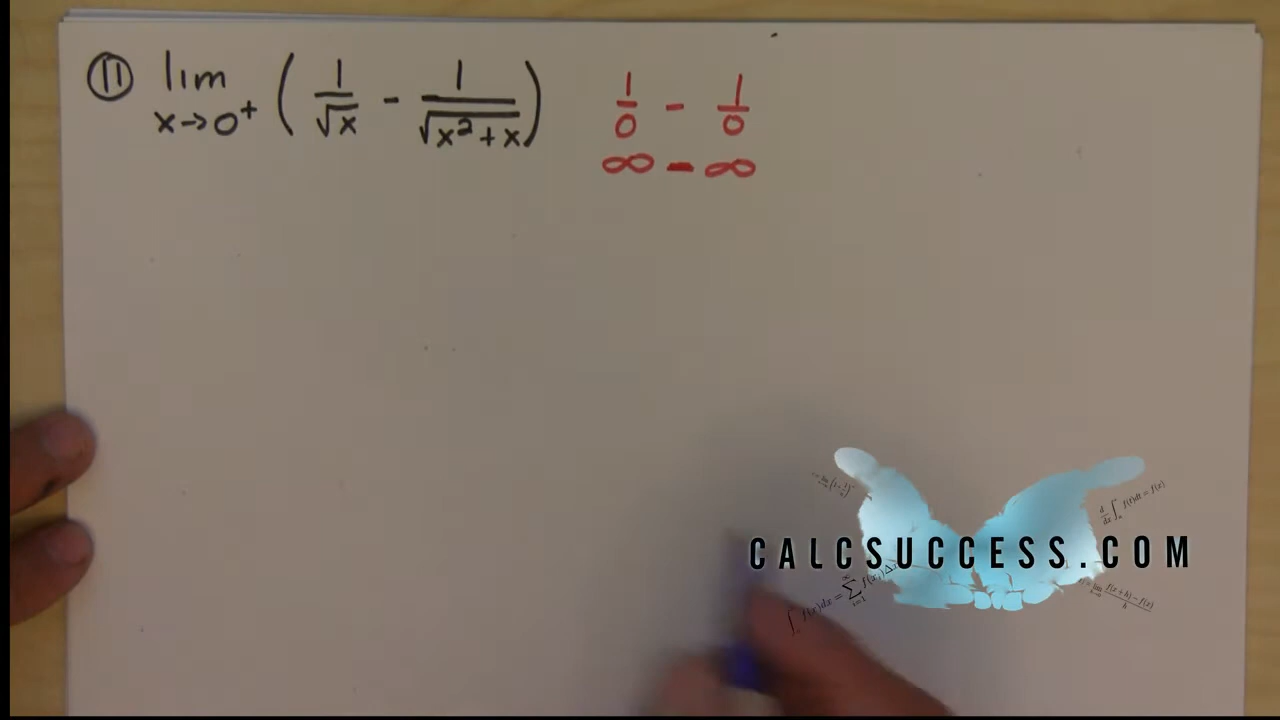 ⑪ lim x→0⁺ ( 1/√x - 1/√(x²+x) )
1/0 - 1/0
∞ - ∞
CALCSUCCESS.COM